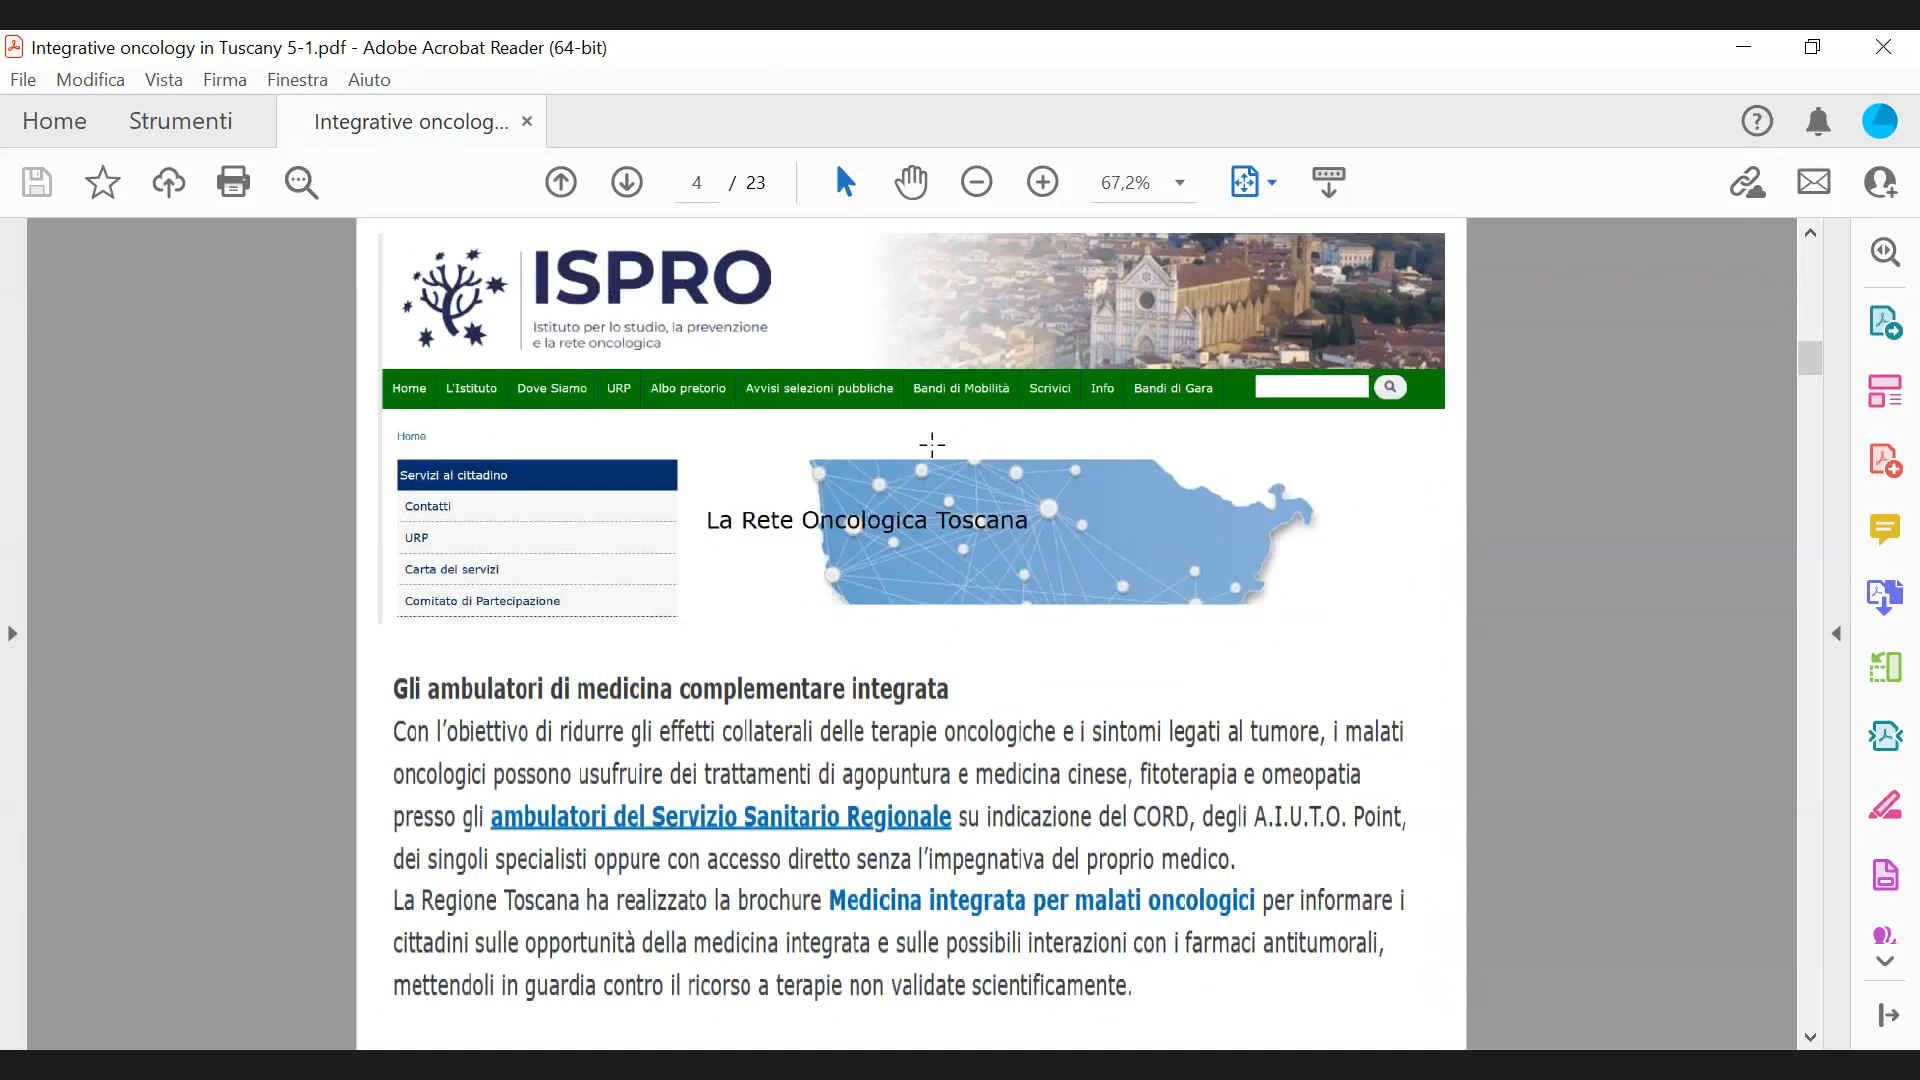 Integrative oncology in Tuscany 5-1.pdf - Adobe Acrobat Reader (64-bit)
File Modifica Vista Firma Finestra Aiuto
Home Strumenti Integrative oncolog...
4 / 23 67,2%
ISPRO
Istituto per lo studio, la prevenzione
e la rete oncologica
Home L'Istituto Dove Siamo URP Albo pretorio Avvisi selezioni pubbliche Bandi di Mobilità Scrivici Info Bandi di Gara
Home
Servizi al cittadino
Contatti
URP
Carta dei servizi
Comitato di Partecipazione
La Rete Oncologica Toscana
Gli ambulatori di medicina complementare integrata
Con l'obiettivo di ridurre gli effetti collaterali delle terapie oncologiche e i sintomi legati al tumore, i malati
oncologici possono usufruire dei trattamenti di agopuntura e medicina cinese, fitoterapia e omeopatia
presso gli ambulatori del Servizio Sanitario Regionale su indicazione del CORD, degli A.I.U.T.O. Point,
dei singoli specialisti oppure con accesso diretto senza l'impegnativa del proprio medico.
La Regione Toscana ha realizzato la brochure Medicina integrata per malati oncologici per informare i
cittadini sulle opportunità della medicina integrata e sulle possibili interazioni con i farmaci antitumorali,
mettendoli in guardia contro il ricorso a terapie non validate scientificamente.